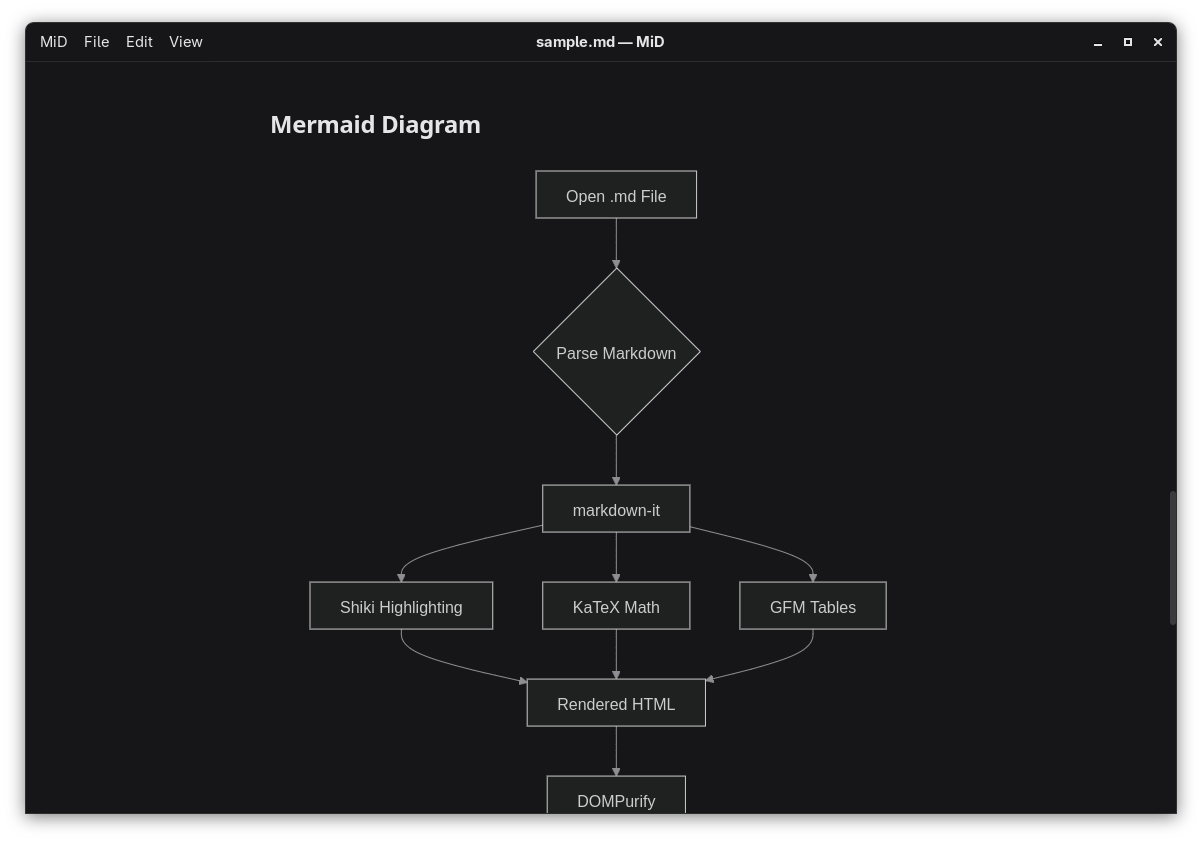 MiD File Edit View sample.md — MiD
Mermaid Diagram
Open .md File
Parse Markdown
markdown-it
Shiki Highlighting KaTeX Math GFM Tables
Rendered HTML
DOMPurify